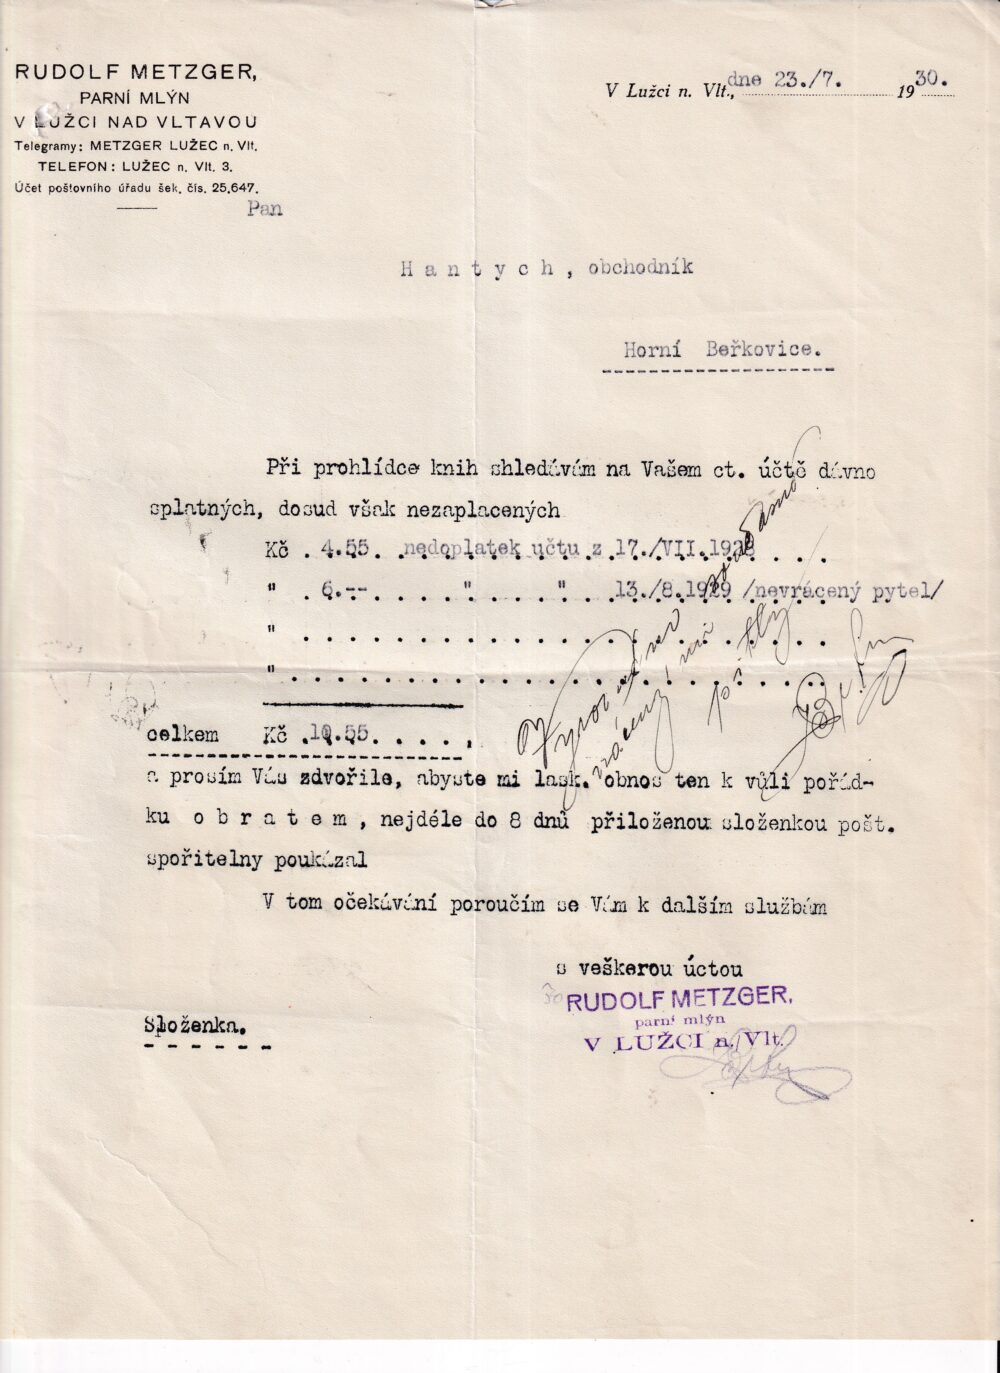 RUDOLF METZGER,
PARNÍ MLÝN
V LUŽCI NAD VLTAVOU
Telegramy: METZGER LUŽEC n. Vlt.
TELEFON: LUŽEC n. Vlt. 3.
Účet poštovního úřadu šek. čís. 25,647.
V Lužci n. Vlt., dne 23./7. 1930.
Pan
Hantych, obchodník
Horní Beřkovice.
Při prohlídce knih shledávám na Vašem ct. účtě dávno
splatných, dosud však nezaplacených
Kč 4.55 nedoplatek účtu z 17./VII.1928
" 6.-- " " 13./8.1929 /nevrácený pytel/
"
"
celkem Kč 10.55
a prosím Vás zdvořile, abyste mi lask. obnos ten k vůli pořád-
ku obratem, nejdéle do 8 dnů přiloženou složenkou pošt.
spořitelny poukázal
V tom očekávání poroučím se Vám k dalším službám
s veškerou úctou
RUDOLF METZGER,
parní mlýn
V LUŽCI n./Vlt.
Složenka.